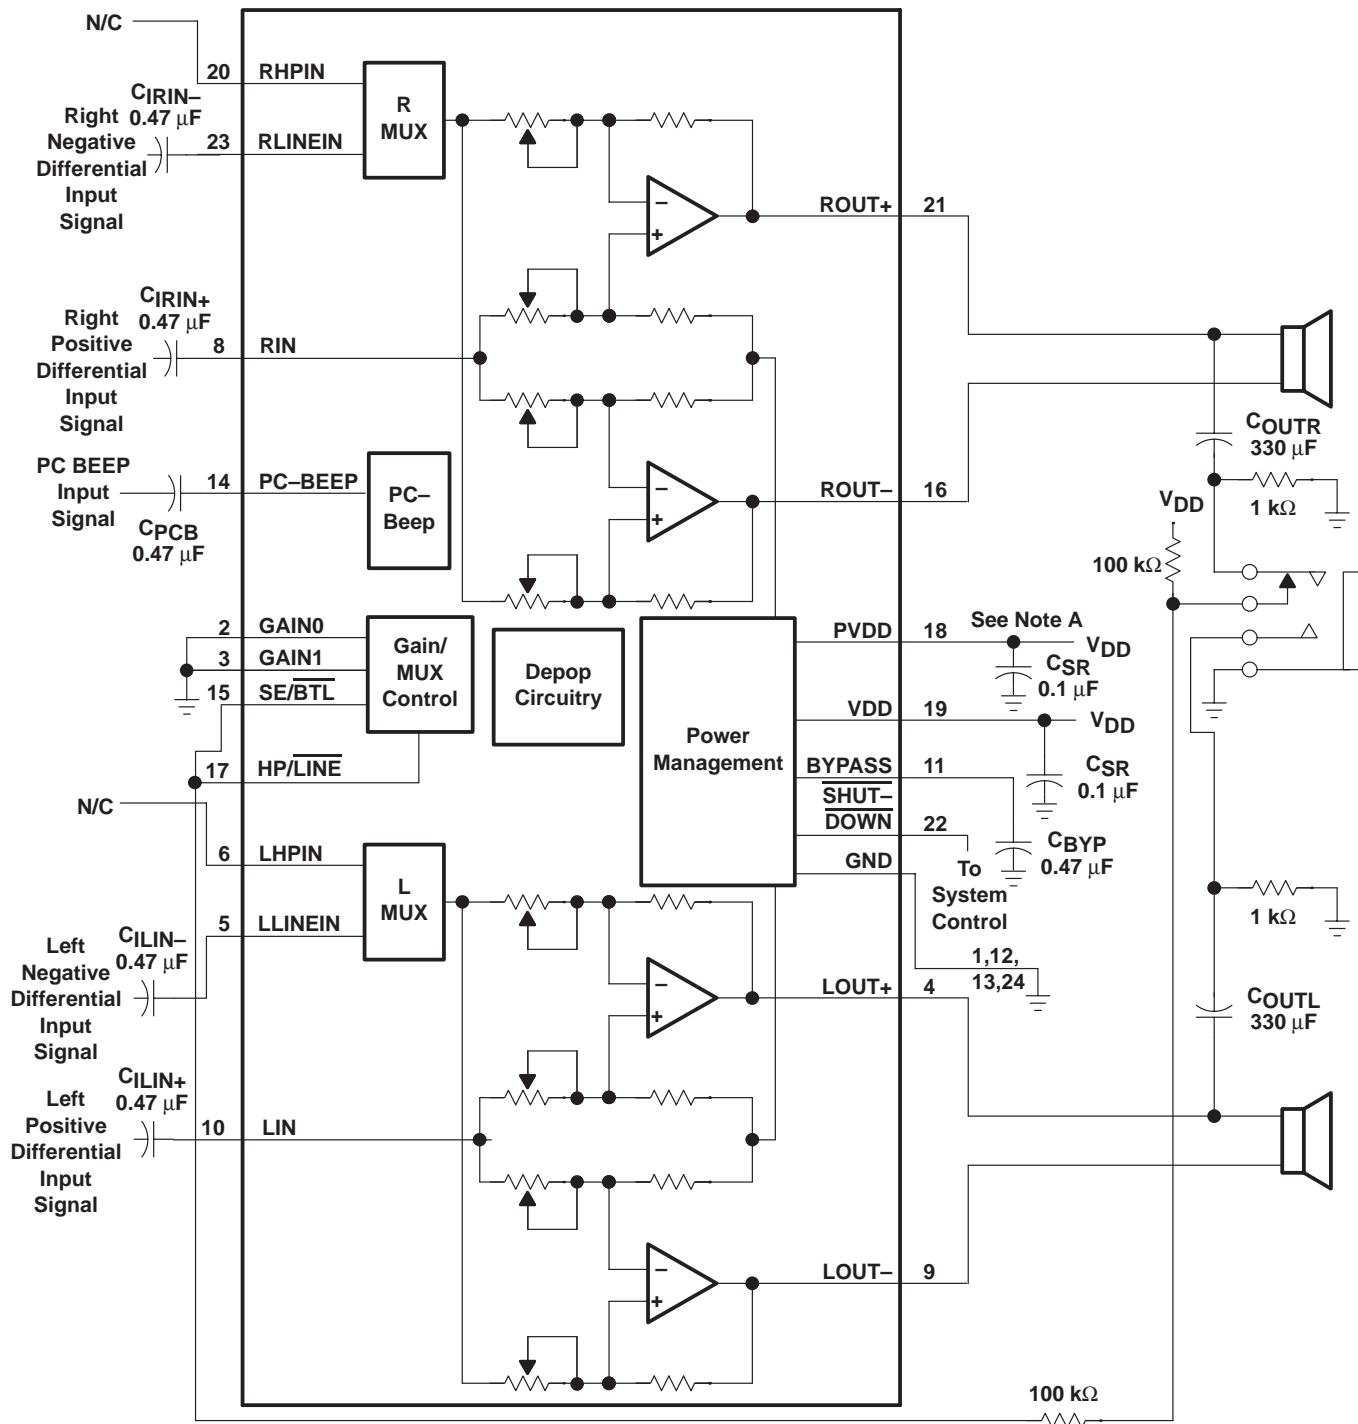 N/C
20 RHPIN
CIRIN–
0.47 μF
Right
Negative
Differential
Input
Signal
23 RLINEIN
R
MUX
ROUT+ 21
CIRIN+
0.47 μF
Right
Positive
Differential
Input
Signal
8 RIN
PC BEEP
Input
Signal
14 PC–BEEP
CPCB
0.47 μF
PC–
Beep
ROUT– 16
COUTR
330 μF
1 kΩ
VDD
100 kΩ
2 GAIN0
3 GAIN1
15 SE/BTL
17 HP/LINE
Gain/
MUX
Control
Depop
Circuitry
Power
Management
PVDD 18
See Note A
VDD
CSR
0.1 μF
VDD 19
VDD
CSR
0.1 μF
BYPASS 11
CBYP
0.47 μF
SHUT–
DOWN 22
To
System
Control
GND
1,12,
13,24
N/C
6 LHPIN
5 LLINEIN
L
MUX
CILIN–
0.47 μF
Left
Negative
Differential
Input
Signal
LOUT+ 4
1 kΩ
COUTL
330 μF
CILIN+
0.47 μF
Left
Positive
Differential
Input
Signal
10 LIN
LOUT– 9
100 kΩ
–
+
–
+
–
+
–
+